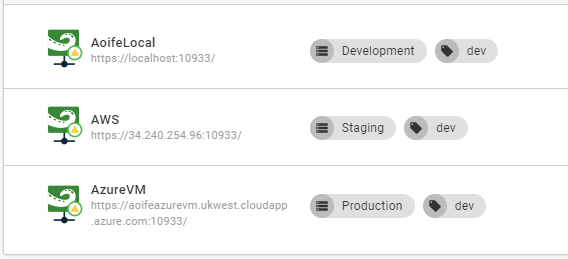 AoifeLocal
https://localhost:10933/
Development
dev
AWS
https://34.240.254.96:10933/
Staging
dev
AzureVM
https://aoifeazurevm.ukwest.cloudapp
.azure.com:10933/
Production
dev